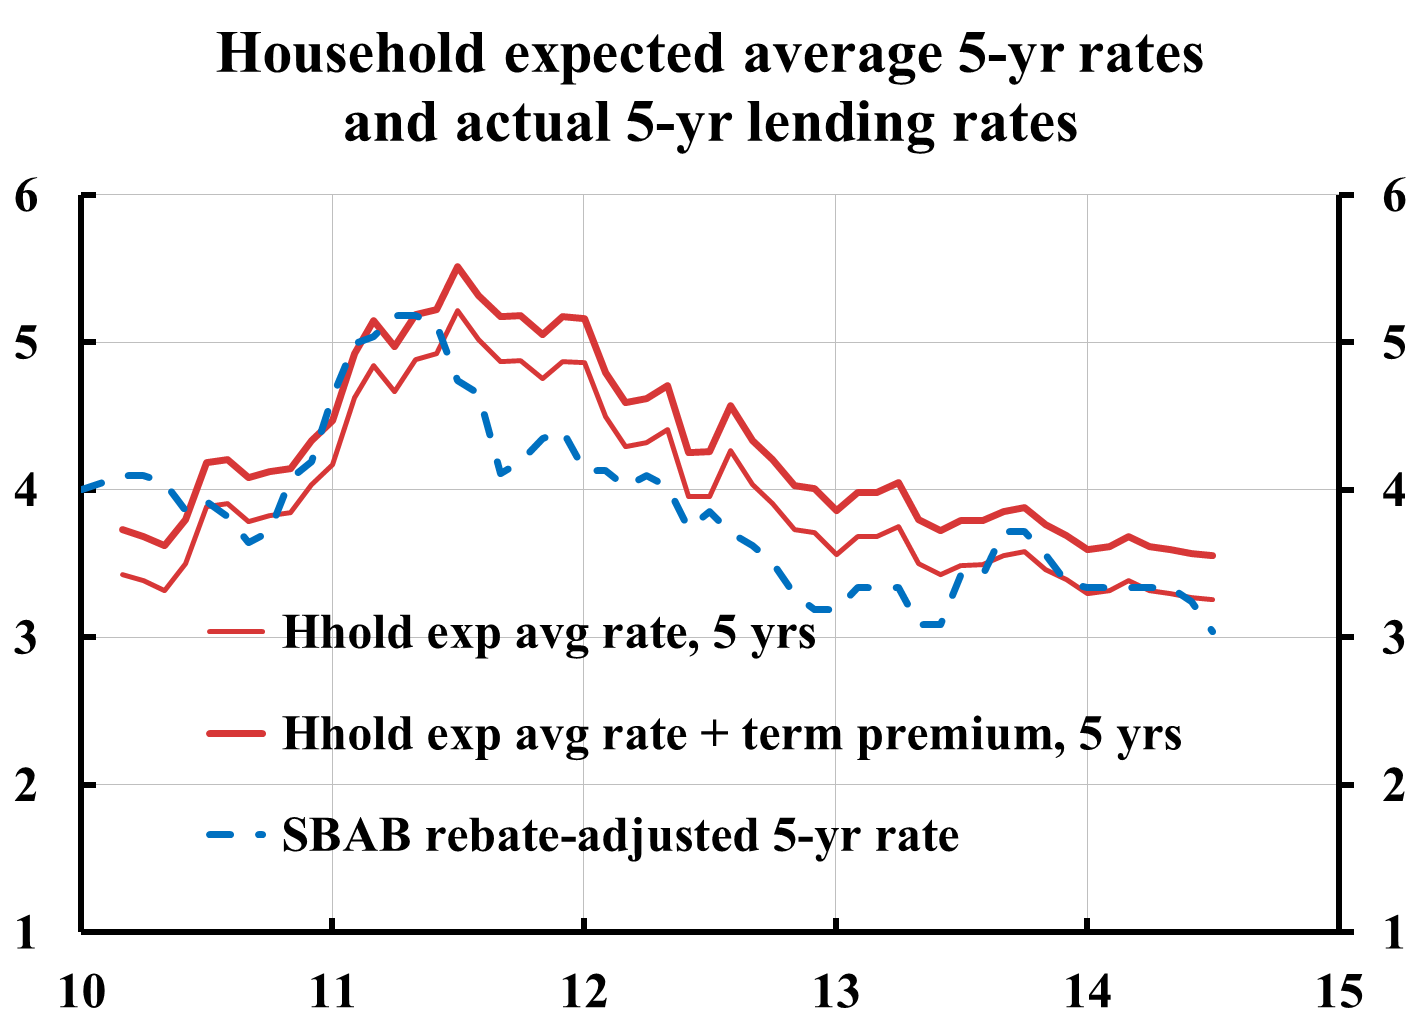 Household expected average 5-yr rates
and actual 5-yr lending rates
6 6
5 5
4 4
3 3
Hhold exp avg rate, 5 yrs
Hhold exp avg rate + term premium, 5 yrs
2 2
SBAB rebate-adjusted 5-yr rate
1 1
10 11 12 13 14 15